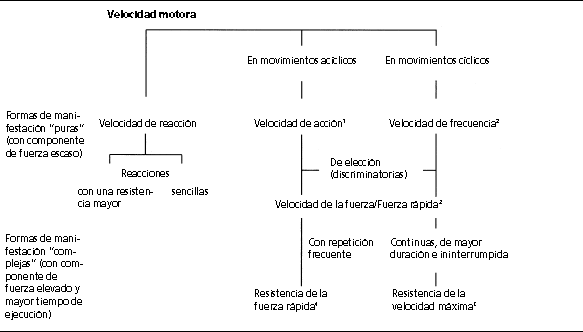 Velocidad motora
En movimientos acíclicos
En movimientos cíclicos
Formas de mani-
festación "puras"
(con componente
de fuerza escaso)
Velocidad de reacción
Velocidad de acción¹
Velocidad de frecuencia²
Reacciones
con una resisten-
cia mayor
sencillas
De elección
(discriminatorias)
Velocidad de la fuerza/Fuerza rápida²
Formas de mani-
festación "com-
plejas" (con com-
ponente de
fuerza elevado y
mayor tiempo de
ejecución)
Con repetición
frecuente
Continuas, de mayor
duración e ininterrumpida
Resistencia de la
fuerza rápida⁴
Resistencia de la
velocidad máxima⁵